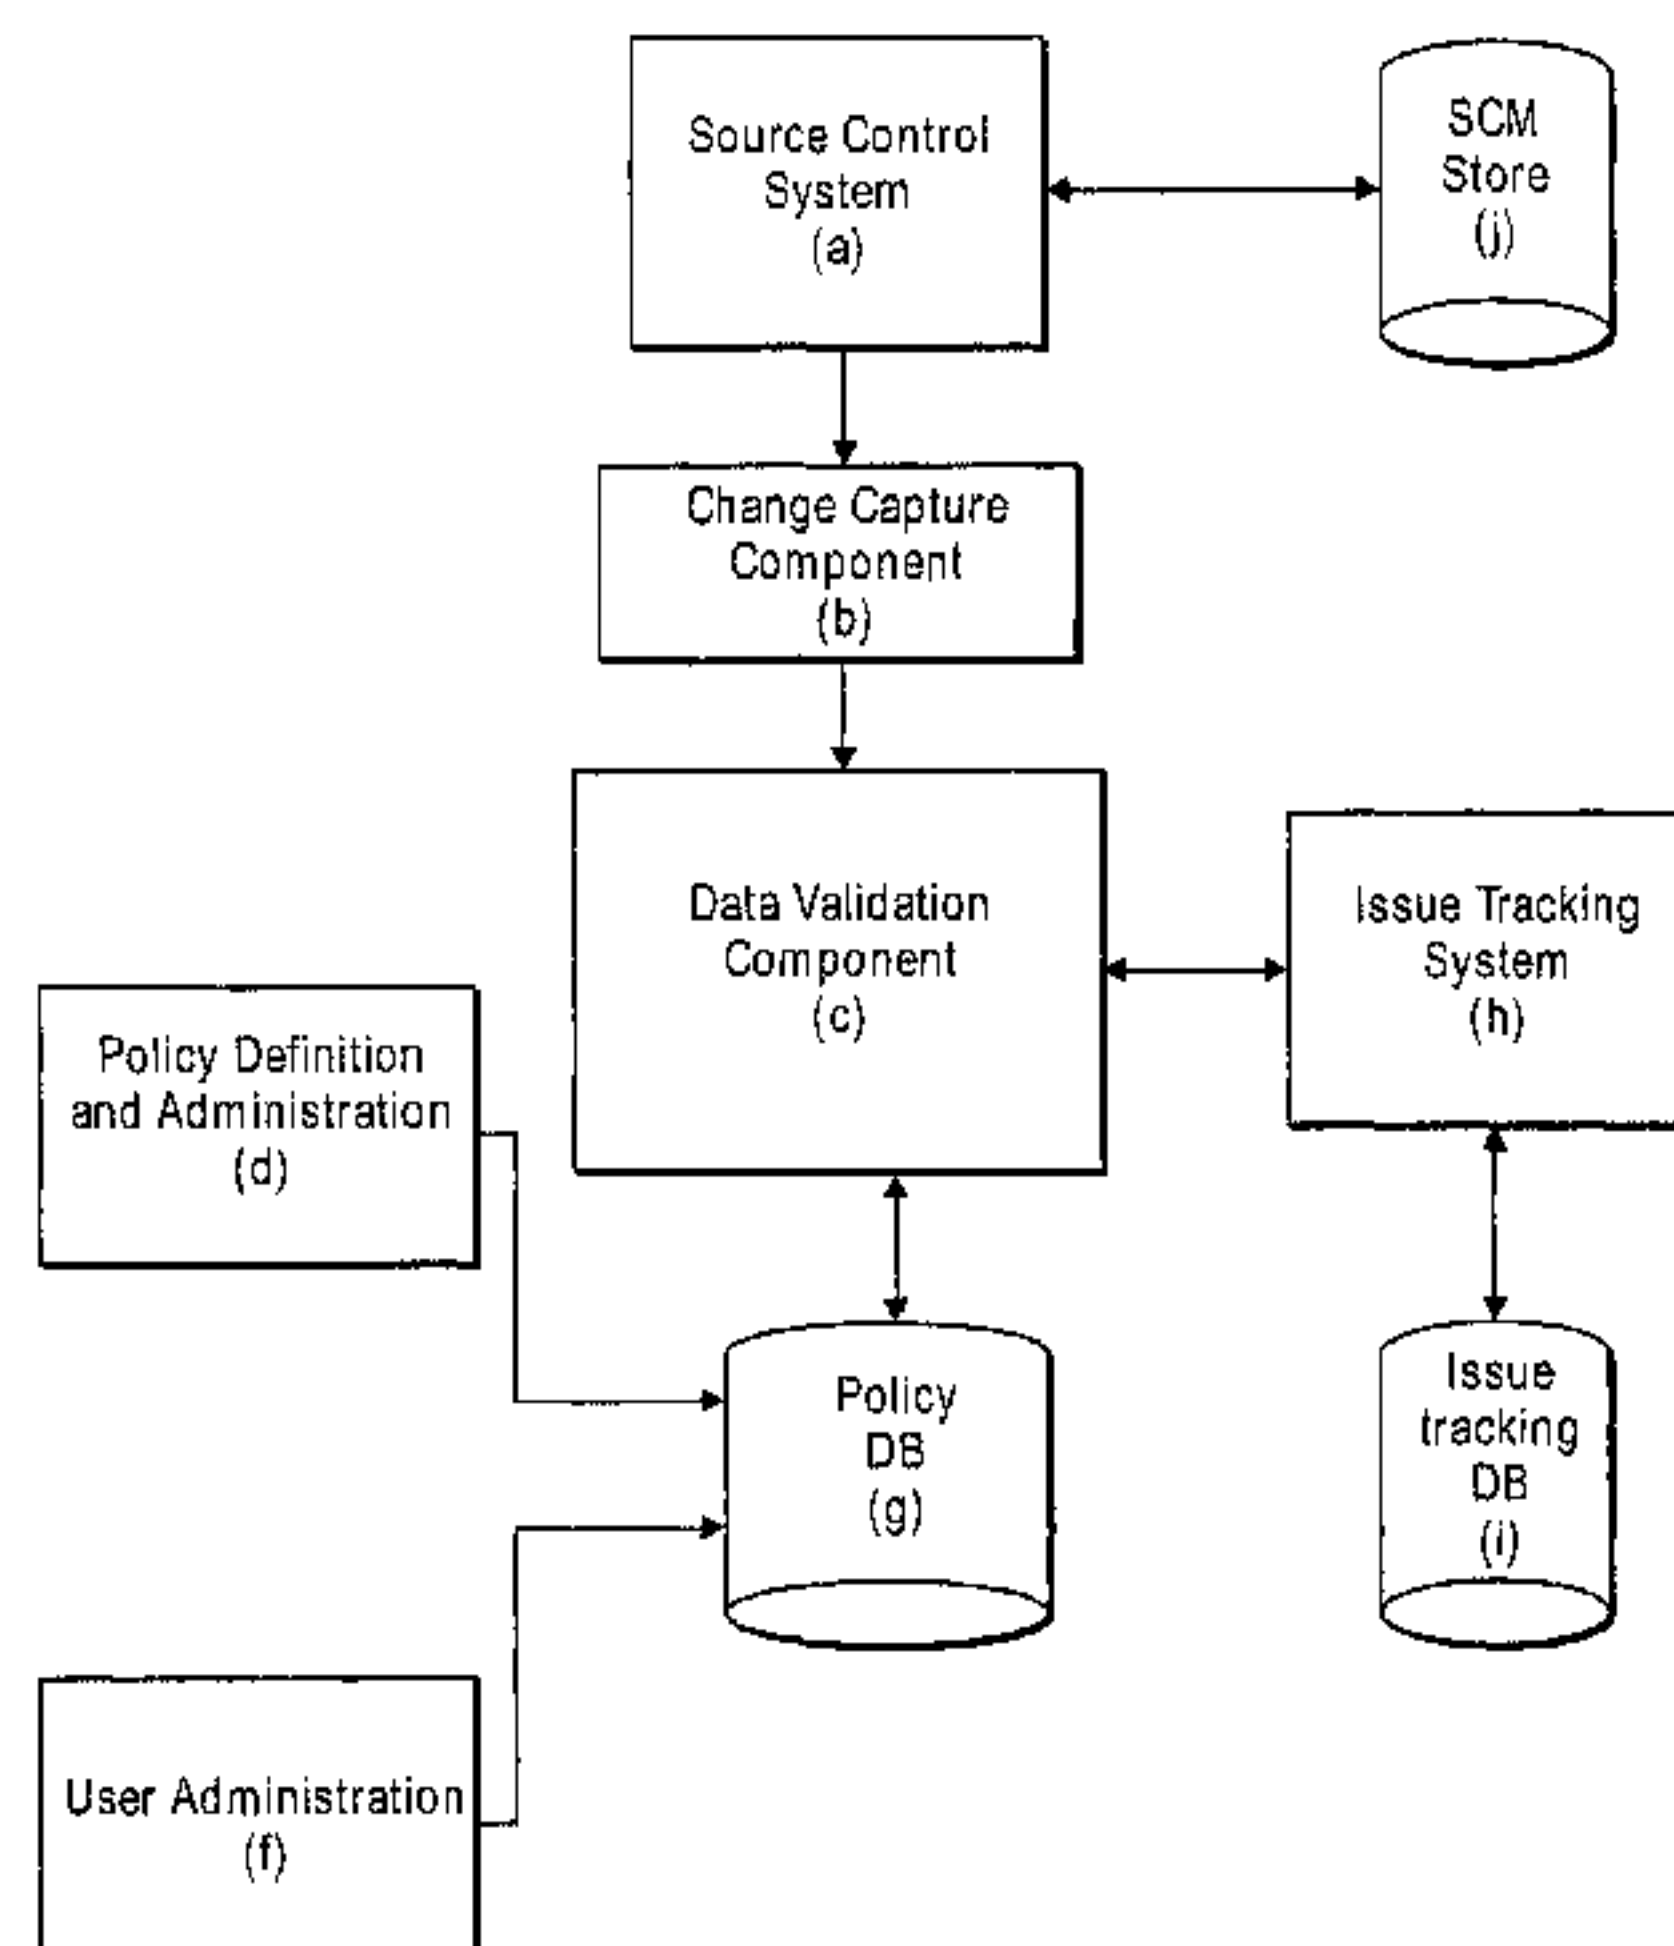 Source Control
System
(a)
SCM
Store
(j)
Change Capture
Component
(b)
Data Validation
Component
(c)
Issue Tracking
System
(h)
Policy Definition
and Administration
(d)
Policy
DB
(g)
Issue
tracking
DB
(i)
User Administration
(f)